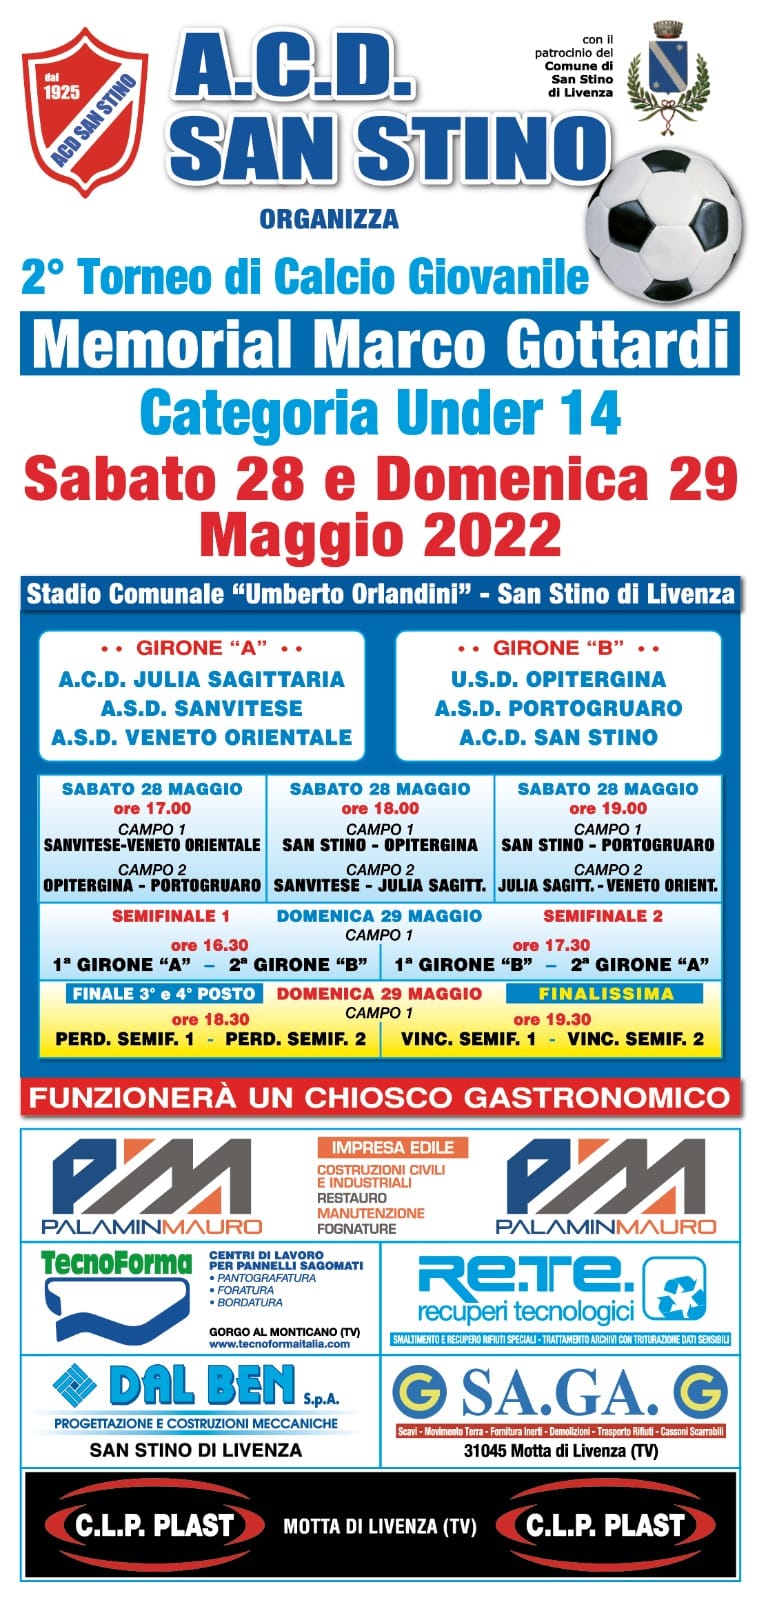 dal
1925
ACD SAN STINO
A.C.D.
SAN STINO
con il
patrocinio del
Comune di
San Stino
di Livenza
ORGANIZZA
2° Torneo di Calcio Giovanile
Memorial Marco Gottardi
Categoria Under 14
Sabato 28 e Domenica 29
Maggio 2022
Stadio Comunale “Umberto Orlandini” - San Stino di Livenza
•• GIRONE “A” ••
A.C.D. JULIA SAGITTARIA
A.S.D. SANVITESE
A.S.D. VENETO ORIENTALE
•• GIRONE “B” ••
U.S.D. OPITERGINA
A.S.D. PORTOGRUARO
A.C.D. SAN STINO
SABATO 28 MAGGIO
ore 17.00
CAMPO 1
SANVITESE-VENETO ORIENTALE
CAMPO 2
OPITERGINA - PORTOGRUARO
SABATO 28 MAGGIO
ore 18.00
CAMPO 1
SAN STINO - OPITERGINA
CAMPO 2
SANVITESE - JULIA SAGITT.
SABATO 28 MAGGIO
ore 19.00
CAMPO 1
SAN STINO - PORTOGRUARO
CAMPO 2
JULIA SAGITT. - VENETO ORIENT.
SEMIFINALE 1 DOMENICA 29 MAGGIO SEMIFINALE 2
CAMPO 1
ore 16.30 ore 17.30
1ª GIRONE “A” – 2ª GIRONE “B” 1ª GIRONE “B” – 2ª GIRONE “A”
FINALE 3° e 4° POSTO DOMENICA 29 MAGGIO FINALISSIMA
CAMPO 1
ore 18.30 ore 19.30
PERD. SEMIF. 1 - PERD. SEMIF. 2 VINC. SEMIF. 1 - VINC. SEMIF. 2
FUNZIONERÀ UN CHIOSCO GASTRONOMICO
PM
PALAMINMAURO
IMPRESA EDILE
COSTRUZIONI CIVILI
E INDUSTRIALI
RESTAURO
MANUTENZIONE
FOGNATURE
PM
PALAMINMAURO
TecnoForma
CENTRI DI LAVORO
PER PANNELLI SAGOMATI
• PANTOGRAFATURA
• FORATURA
• BORDATURA
GORGO AL MONTICANO (TV)
www.tecnoformaitalia.com
Re.Te.
recuperi tecnologici
SMALTIMENTO E RECUPERO RIFIUTI SPECIALI - TRATTAMENTO ARCHIVI CON TRITURAZIONE DATI SENSIBILI
DAL BEN S.p.A.
PROGETTAZIONE E COSTRUZIONI MECCANICHE
SAN STINO DI LIVENZA
G SA.GA. G
Scavi - Movimento Terra - Fornitura Inerti - Demolizioni - Trasporto Rifiuti - Cassoni Scarrabili
31045 Motta di Livenza (TV)
C.L.P. PLAST MOTTA DI LIVENZA (TV) C.L.P. PLAST